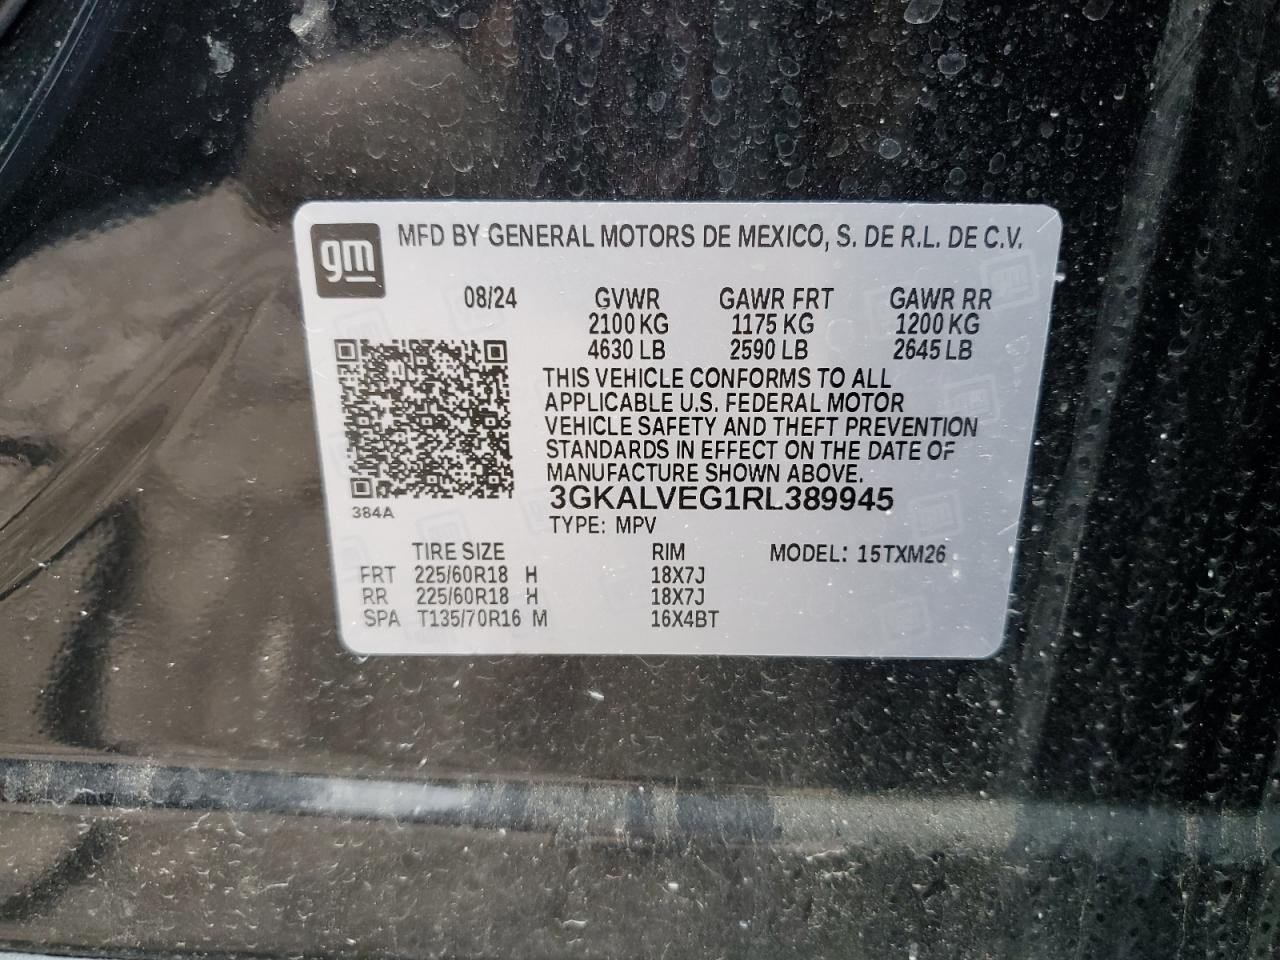 gm
MFD BY GENERAL MOTORS DE MEXICO, S. DE R.L. DE C.V.
08/24 GVWR GAWR FRT GAWR RR
2100 KG 1175 KG 1200 KG
4630 LB 2590 LB 2645 LB
THIS VEHICLE CONFORMS TO ALL
APPLICABLE U.S. FEDERAL MOTOR
VEHICLE SAFETY AND THEFT PREVENTION
STANDARDS IN EFFECT ON THE DATE OF
MANUFACTURE SHOWN ABOVE.
3GKALVEG1RL389945
384A
TYPE: MPV
TIRE SIZE RIM MODEL: 15TXM26
FRT 225/60R18 H 18X7J
RR 225/60R18 H 18X7J
SPA T135/70R16 M 16X4BT